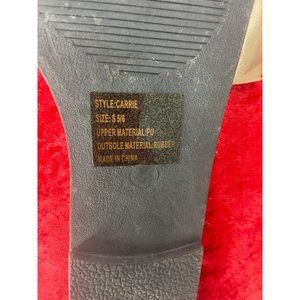 STYLE:CARRIE
SIZE: S 5/6
UPPER MATERIAL:PU
OUTSOLE MATERIAL:RUBBER
MADE IN CHINA